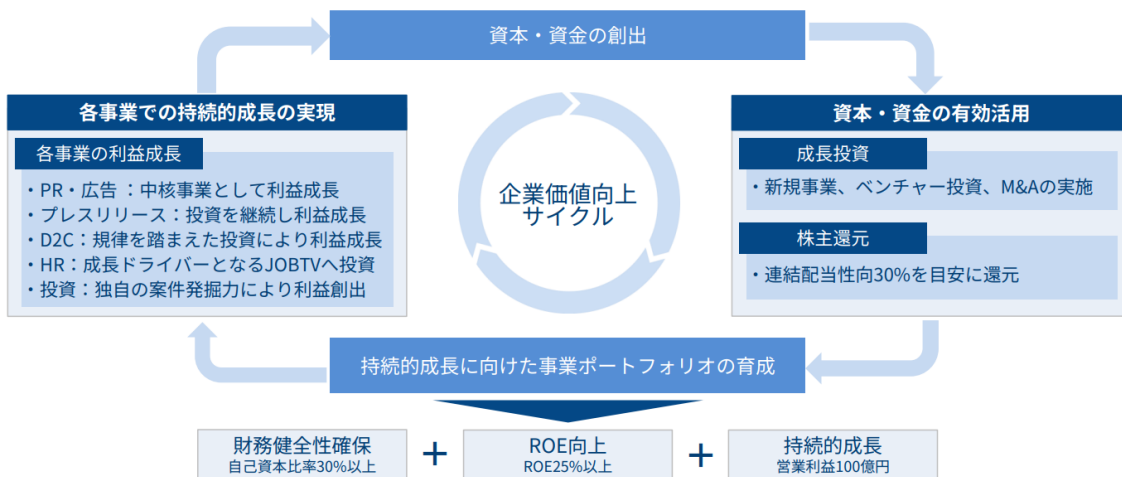 資本・資金の創出
各事業での持続的成長の実現
各事業の利益成長
・PR・広告 ：中核事業として利益成長
・プレスリリース：投資を継続し利益成長
・D2C：規律を踏まえた投資により利益成長
・HR：成長ドライバーとなるJOBTVへ投資
・投資：独自の案件発掘力により利益創出
企業価値向上
サイクル
資本・資金の有効活用
成長投資
・新規事業、ベンチャー投資、M&Aの実施
株主還元
・連結配当性向30%を目安に還元
持続的成長に向けた事業ポートフォリオの育成
財務健全性確保
自己資本比率30%以上
+
ROE向上
ROE25%以上
+
持続的成長
営業利益100億円